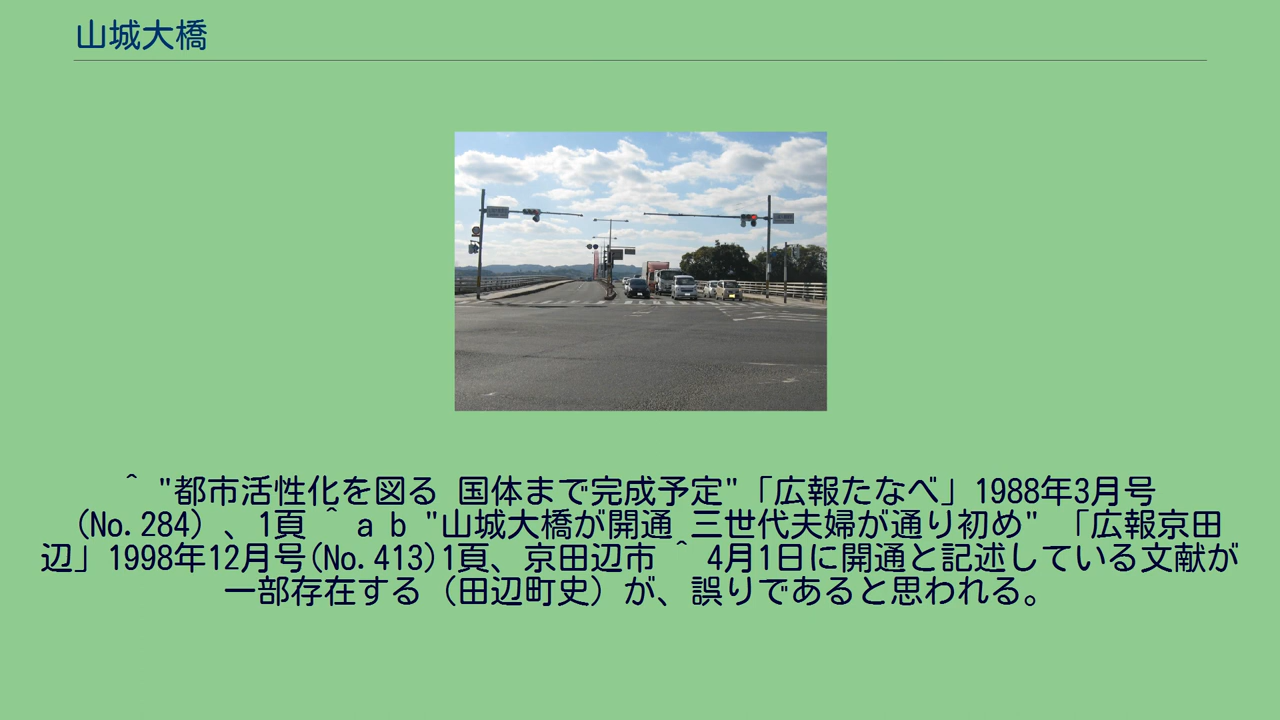 山城大橋
^ "都市活性化を図る 国体まで完成予定"「広報たなべ」1988年3月号
(No.284) 、1頁 ^ a b "山城大橋が開通 三世代夫婦が通り初め" 「広報京田
辺」1998年12月号(No.413)1頁、京田辺市 ^ 4月1日に開通と記述している文献が
一部存在する（田辺町史）が、誤りであると思われる。